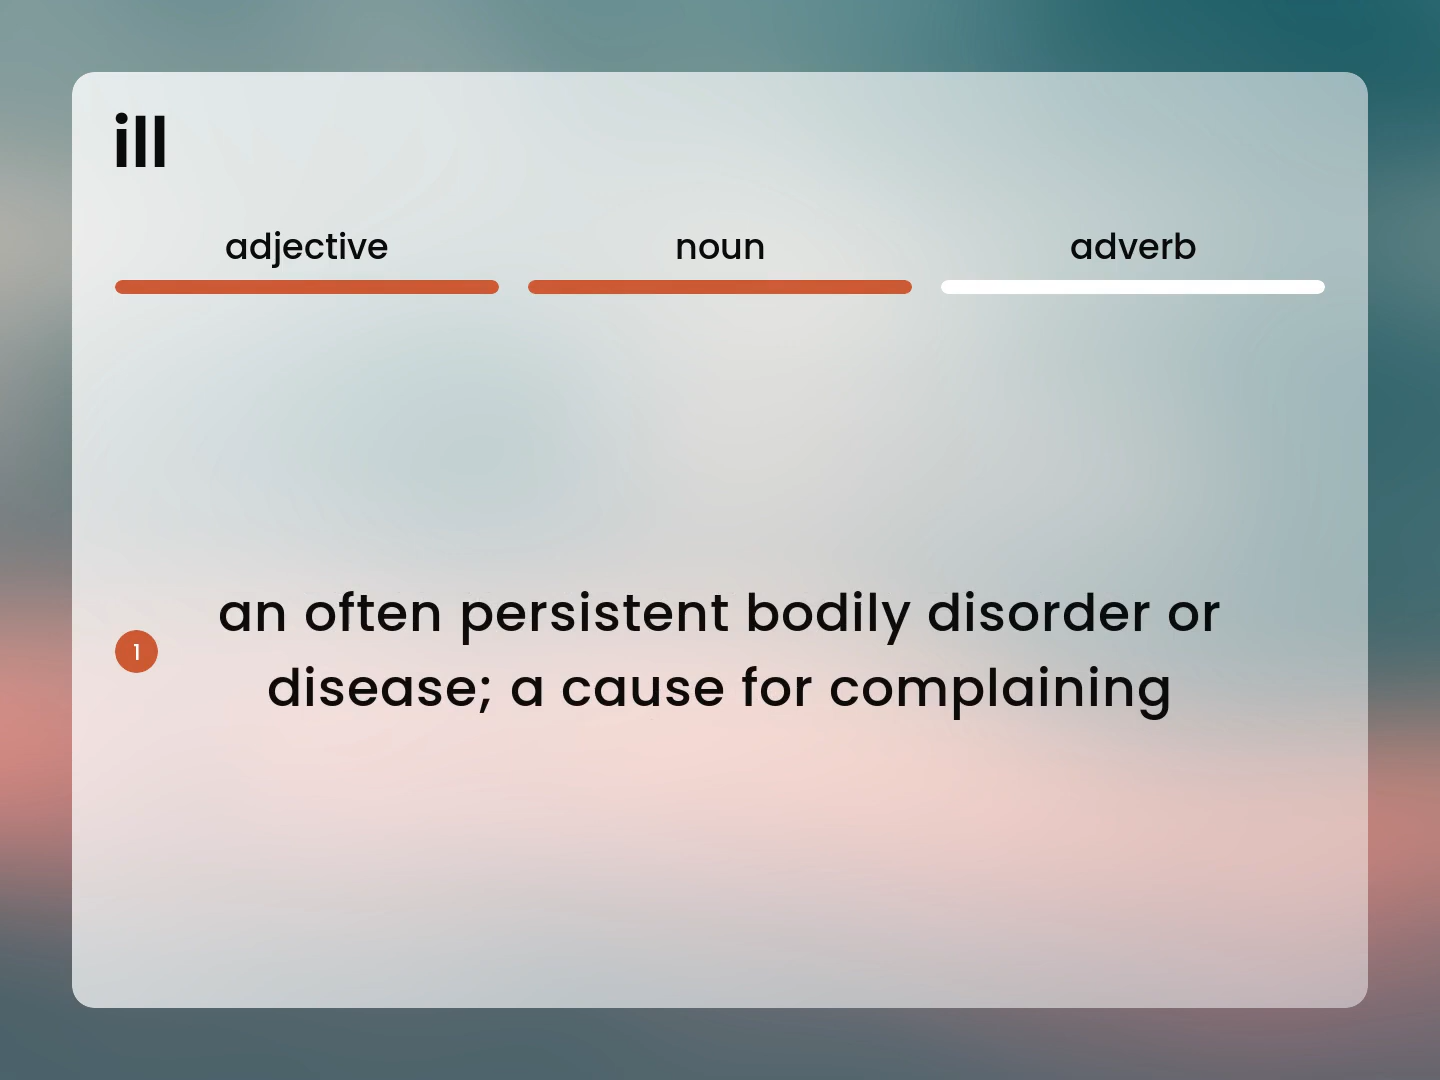 ill
adjective
noun
adverb
1
an often persistent bodily disorder or
disease; a cause for complaining